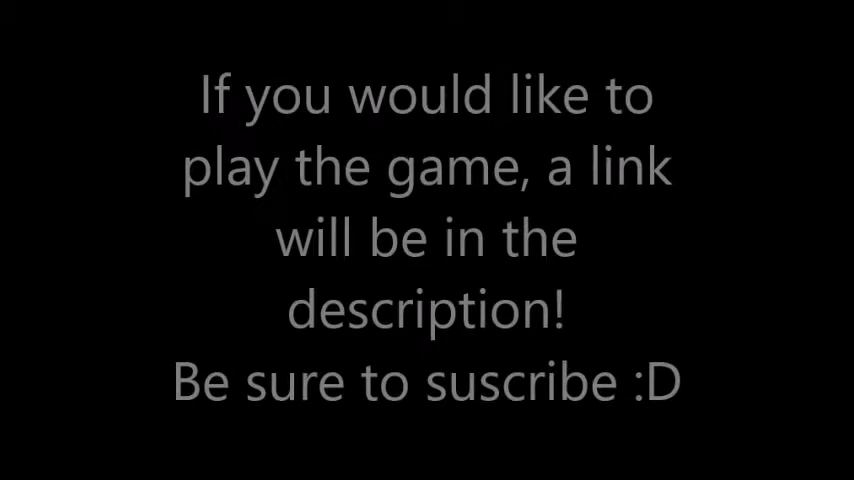 If you would like to
play the game, a link
will be in the
description!
Be sure to suscribe :D